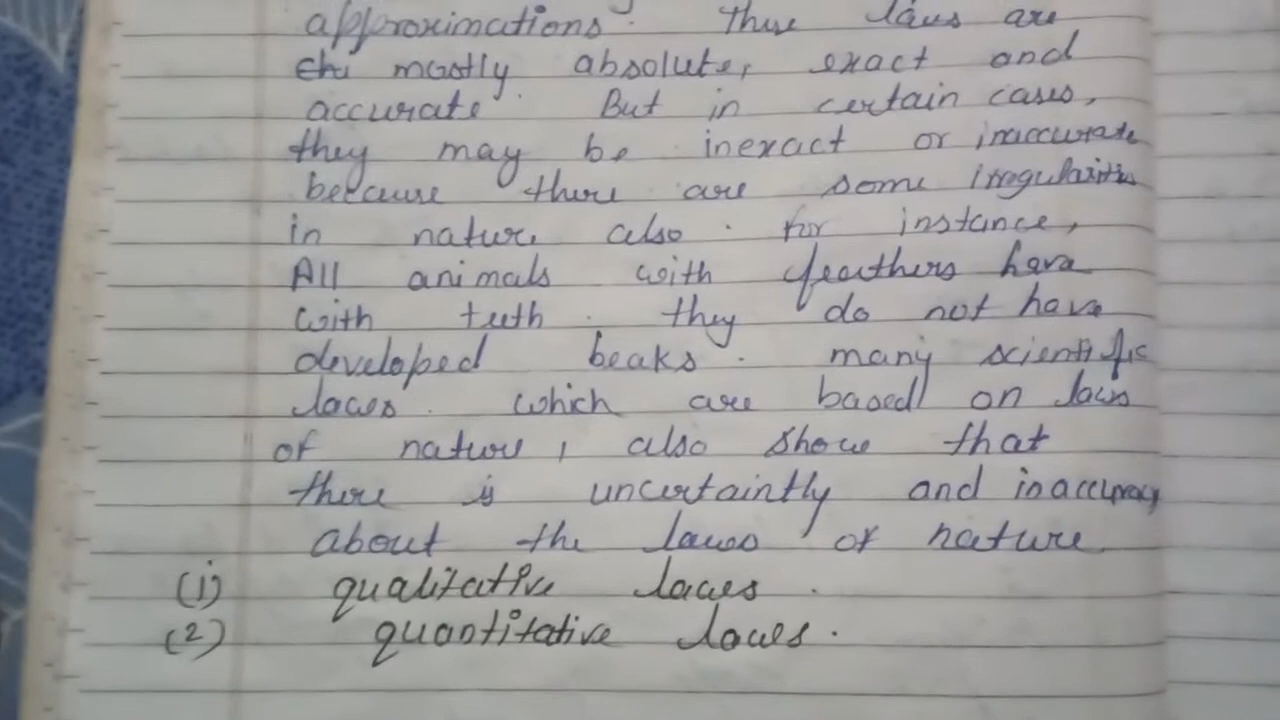 approximations. These laws are
mostly absolute, exact and
accurate. But in certain cases,
they may be inexact or inaccurate
because there are some irregularities
in nature also. for instance,
All animals with feathers have
with teeth. they do not have
developed beaks. many scientific
laws. which are based on laws
of nature, also show that
there is uncertaintly and inaccuracy
about the laws of nature
(1) qualitative laws.
(2) quantitative laws.